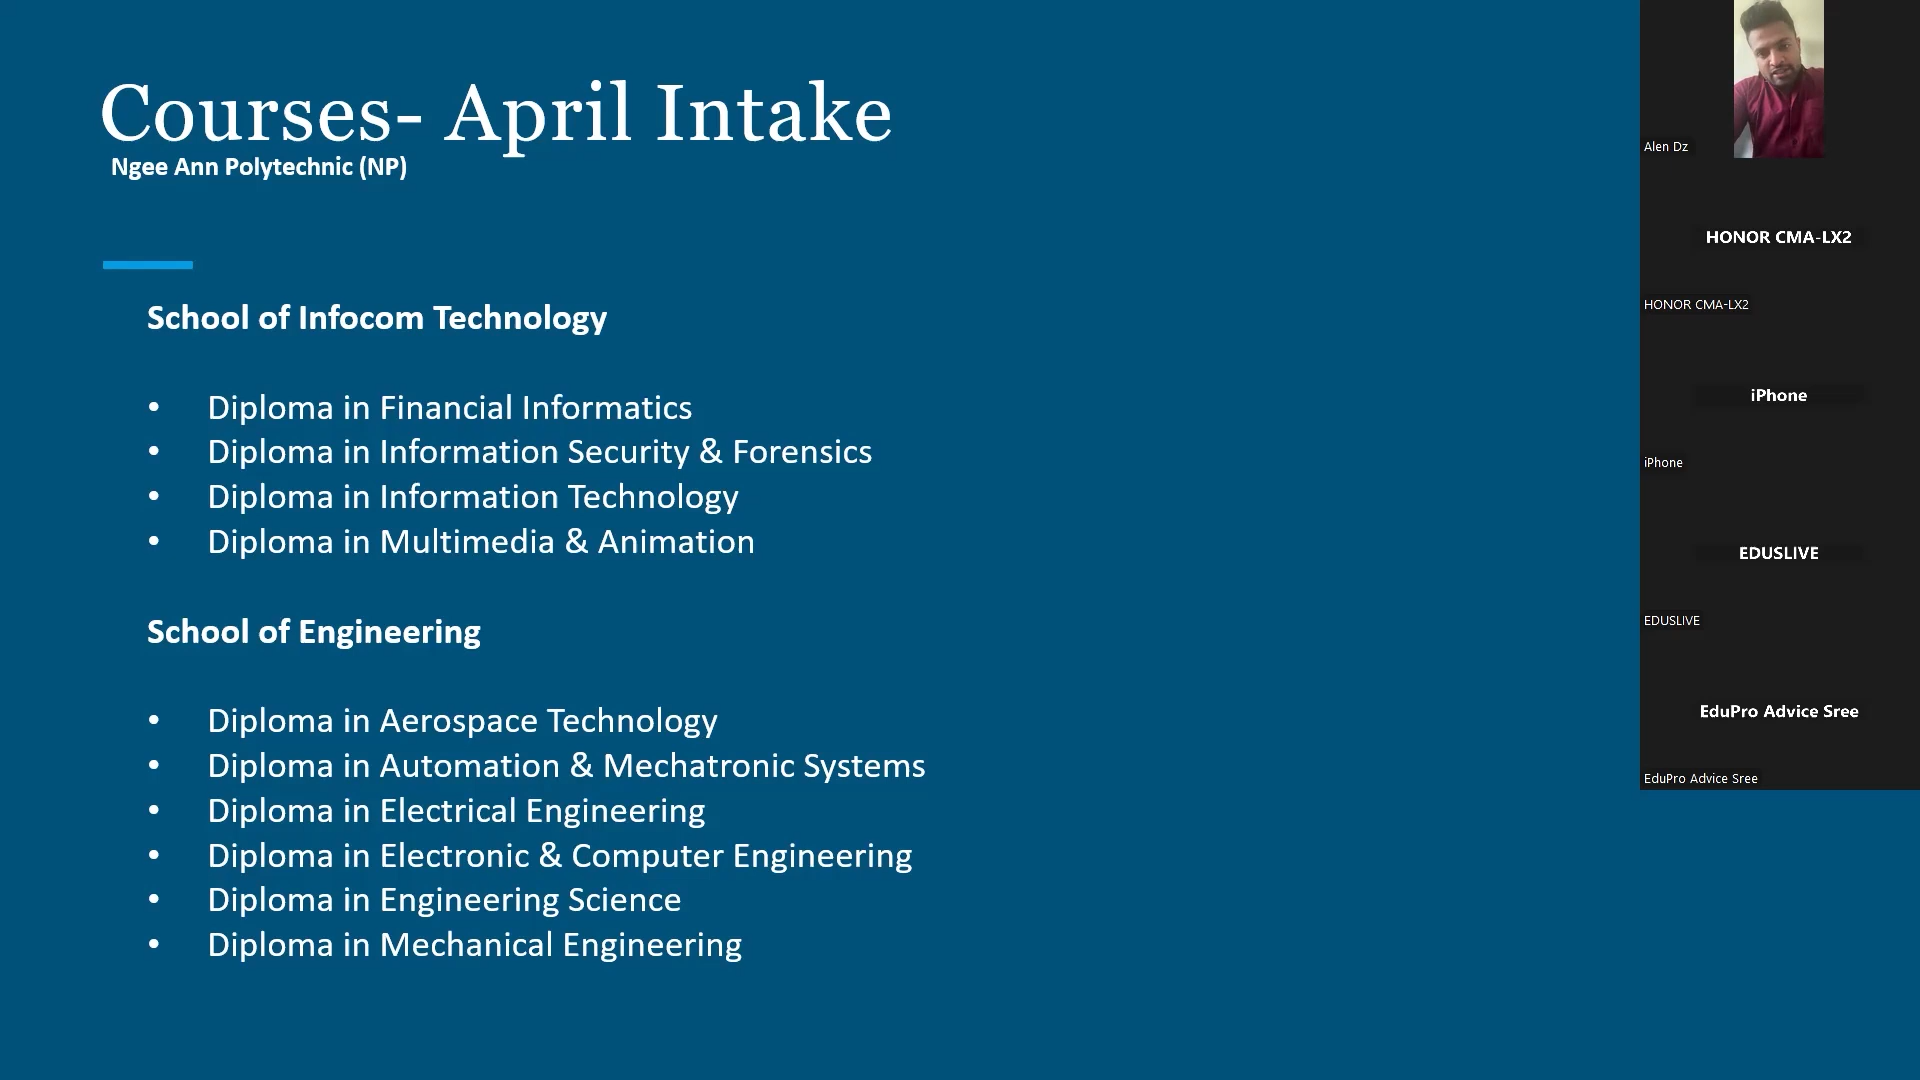 Courses- April Intake
Ngee Ann Polytechnic (NP)
School of Infocom Technology
• Diploma in Financial Informatics
• Diploma in Information Security & Forensics
• Diploma in Information Technology
• Diploma in Multimedia & Animation
School of Engineering
• Diploma in Aerospace Technology
• Diploma in Automation & Mechatronic Systems
• Diploma in Electrical Engineering
• Diploma in Electronic & Computer Engineering
• Diploma in Engineering Science
• Diploma in Mechanical Engineering
Alen Dz
HONOR CMA-LX2
HONOR CMA-LX2
iPhone
iPhone
EDUSLIVE
EDUSLIVE
EduPro Advice Sree
EduPro Advice Sree